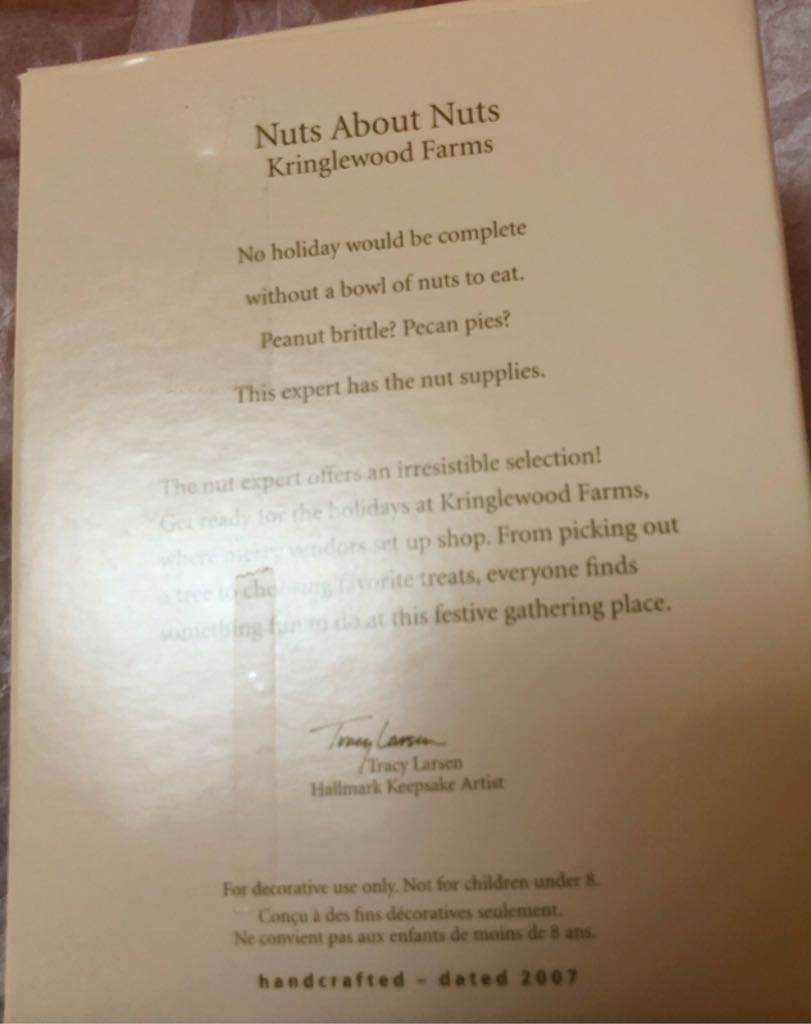 Nuts About Nuts
Kringlewood Farms
No holiday would be complete
without a bowl of nuts to eat.
Peanut brittle? Pecan pies?
This expert has the nut supplies.
The nut expert offers an irresistible selection!
Get ready for the holidays at Kringlewood Farms,
where merry vendors set up shop. From picking out
a tree to choosing favorite treats, everyone finds
something fun to do at this festive gathering place.
Tracy Larsen
Tracy Larsen
Hallmark Keepsake Artist
For decorative use only. Not for children under 8.
Conçu à des fins décoratives seulement.
Ne convient pas aux enfants de moins de 8 ans.
handcrafted – dated 2007